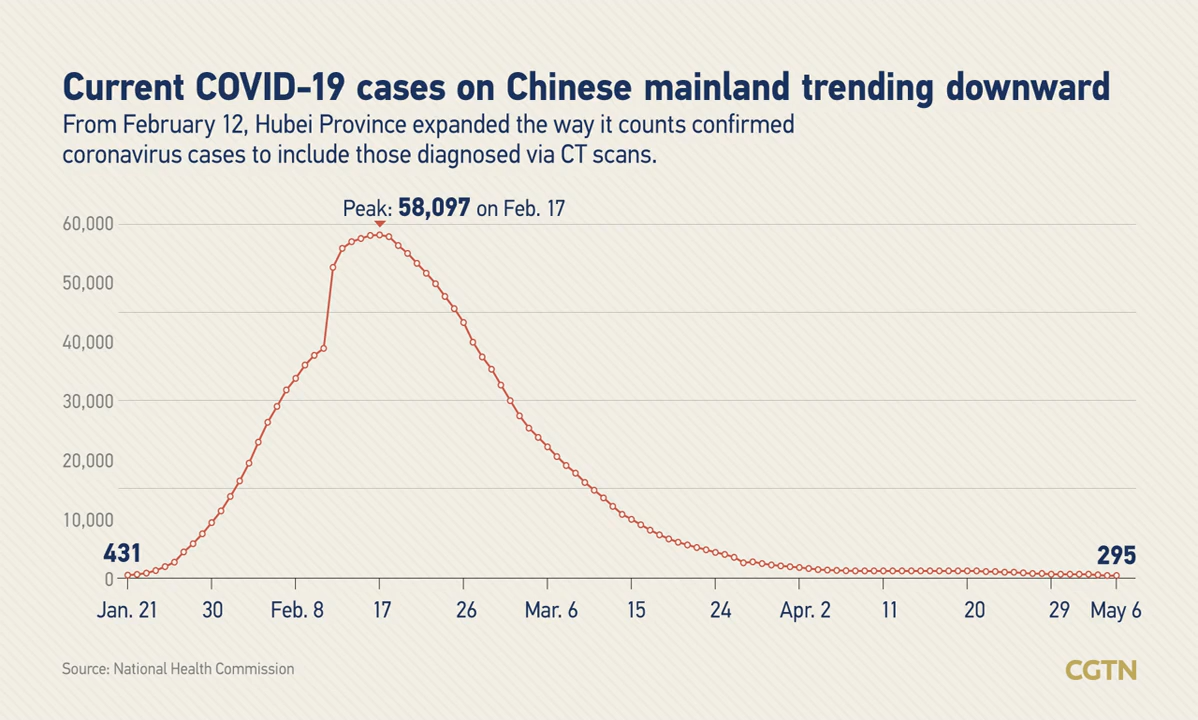 Current COVID-19 cases on Chinese mainland trending downward
From February 12, Hubei Province expanded the way it counts confirmed
coronavirus cases to include those diagnosed via CT scans.
Peak: 58,097 on Feb. 17
60,000
50,000
40,000
30,000
20,000
10,000
431
295
0
Jan. 21 30 Feb. 8 17 26 Mar. 6 15 24 Apr. 2 11 20 29 May 6
Source: National Health Commission
CGTN